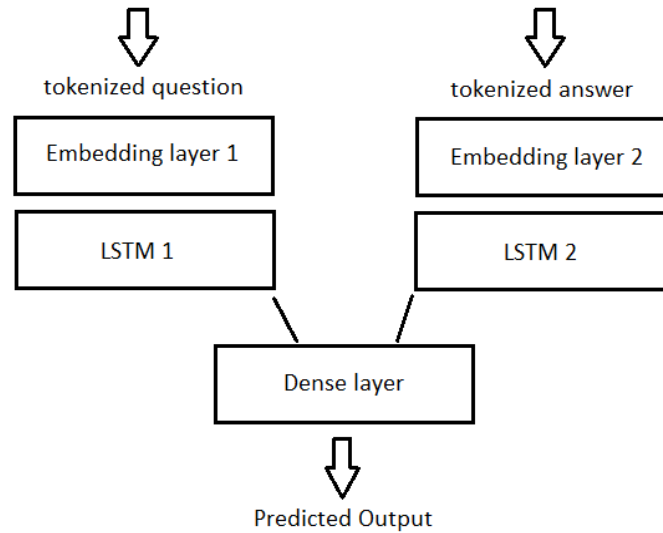 tokenized question
tokenized answer
Embedding layer 1
Embedding layer 2
LSTM 1
LSTM 2
Dense layer
Predicted Output